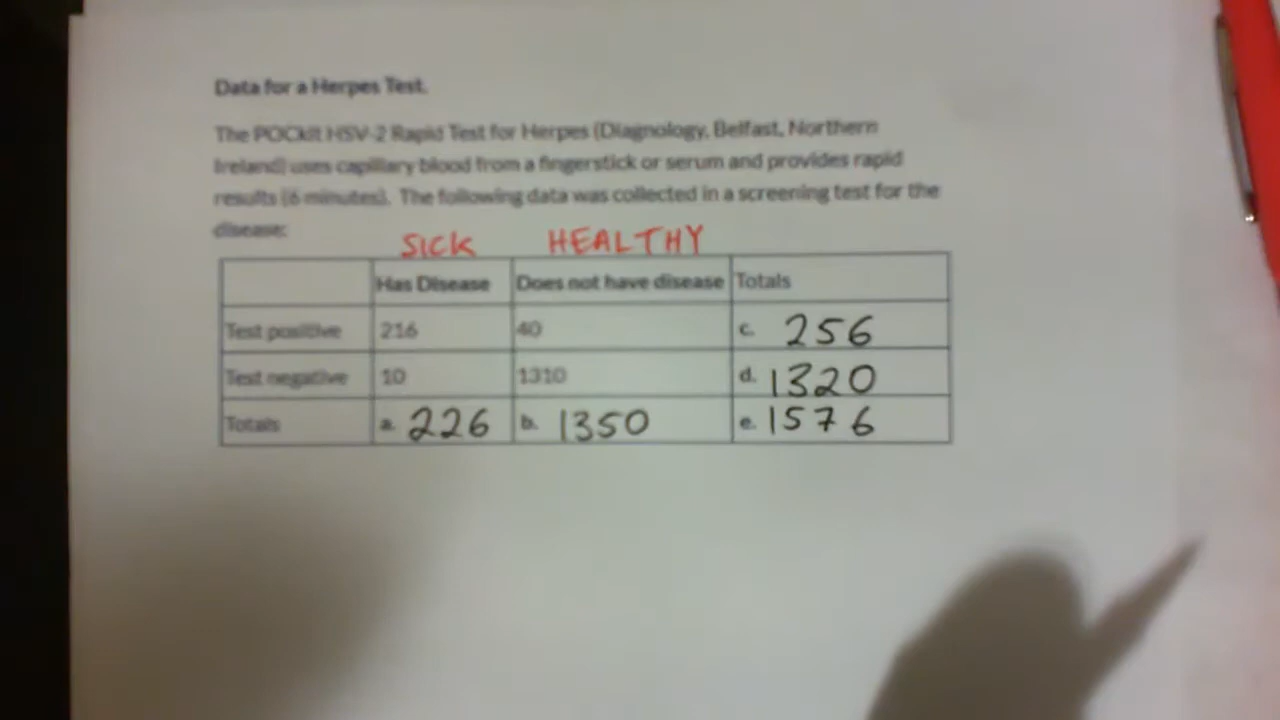 Data for a Herpes Test.
The POCkit HSV-2 Rapid Test for Herpes (Diagnology, Belfast, Northern
Ireland) uses capillary blood from a fingerstick or serum and provides rapid
results (6 minutes). The following data was collected in a screening test for the
disease:
SICK HEALTHY
Has Disease Does not have disease Totals
Test positive 216 40 c. 256
Test negative 10 1310 d. 1320
Totals a. 226 b. 1350 e. 1576